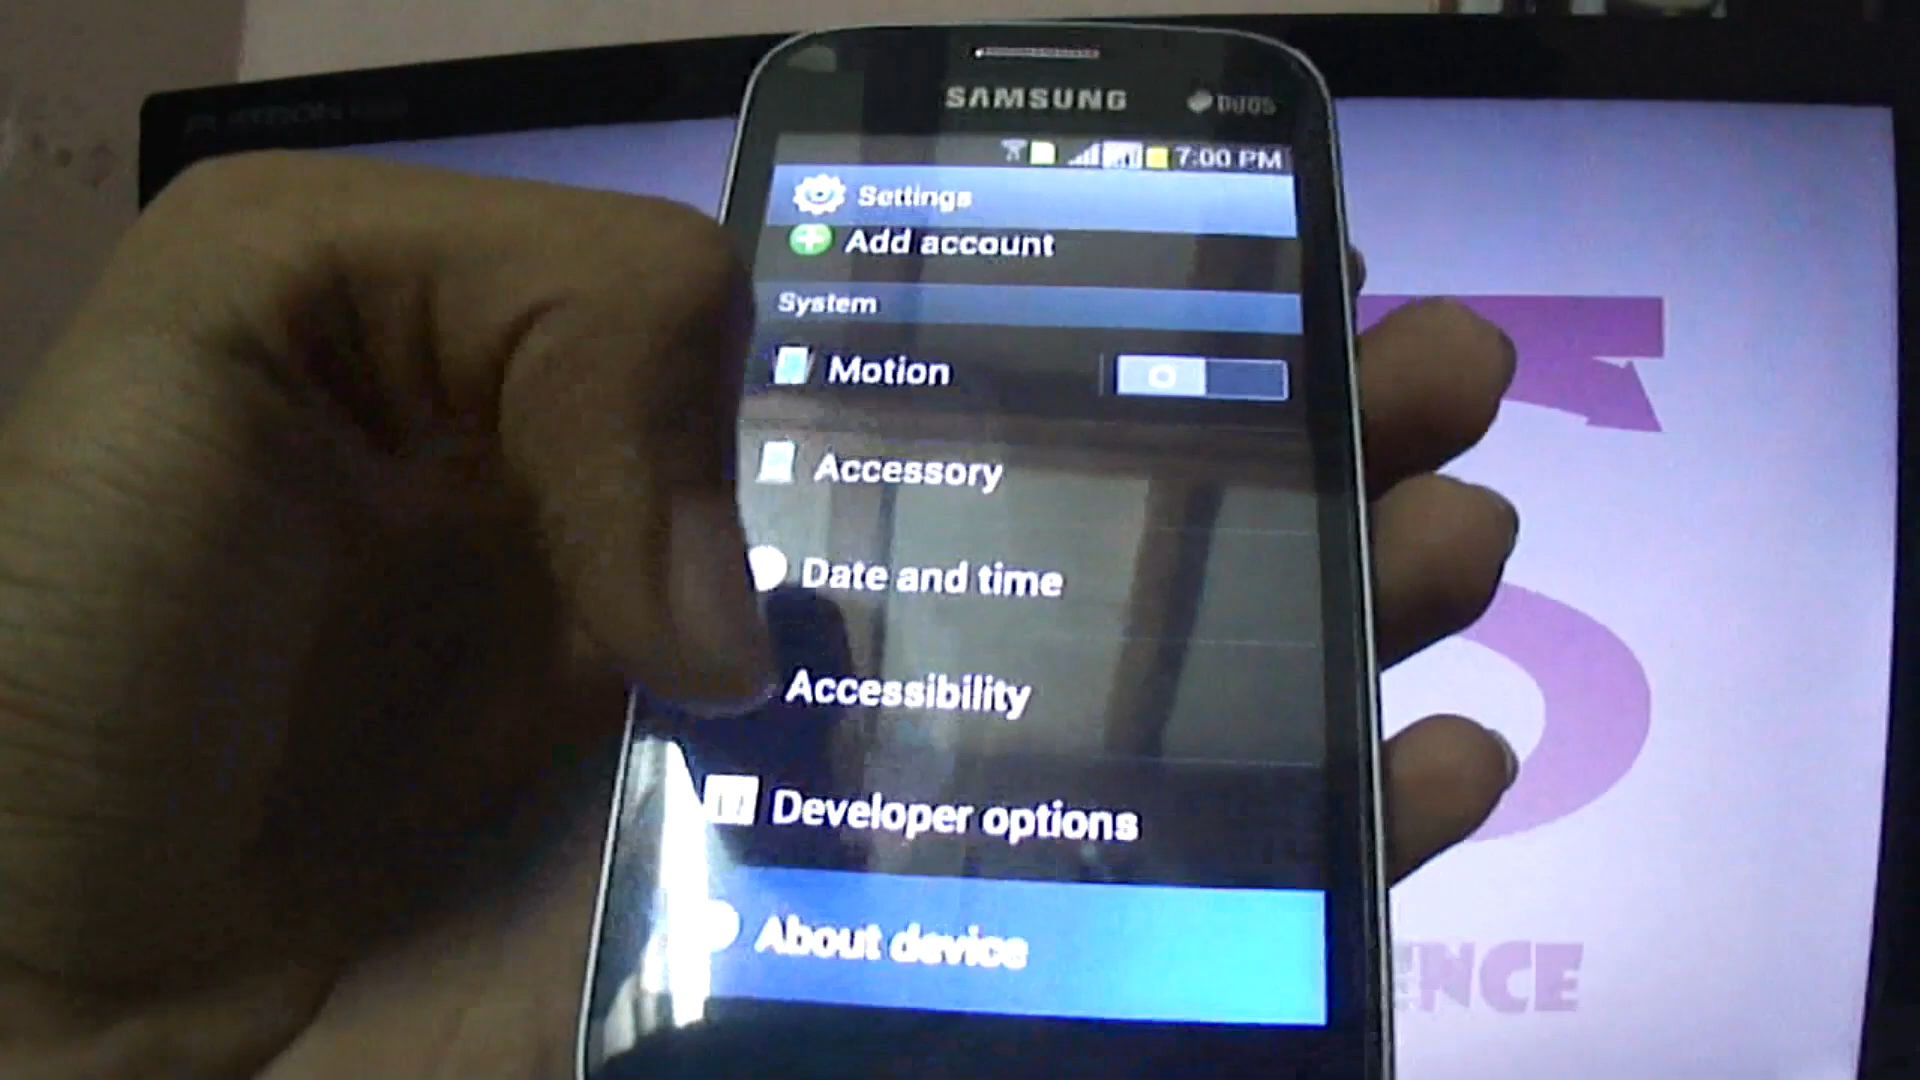 SAMSUNG
DUOS
7:00 PM
Settings
Add account
System
Motion
Accessory
Date and time
Accessibility
Developer options
About device
ENCE